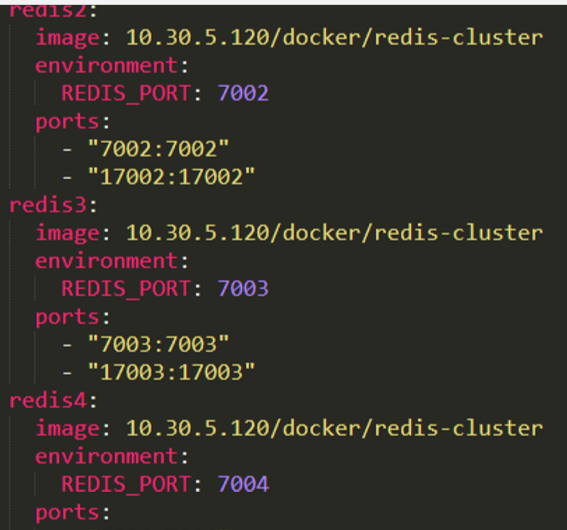 redis2:
image: 10.30.5.120/docker/redis-cluster
environment:
REDIS_PORT: 7002
ports:
- "7002:7002"
- "17002:17002"
redis3:
image: 10.30.5.120/docker/redis-cluster
environment:
REDIS_PORT: 7003
ports:
- "7003:7003"
- "17003:17003"
redis4:
image: 10.30.5.120/docker/redis-cluster
environment:
REDIS_PORT: 7004
ports: